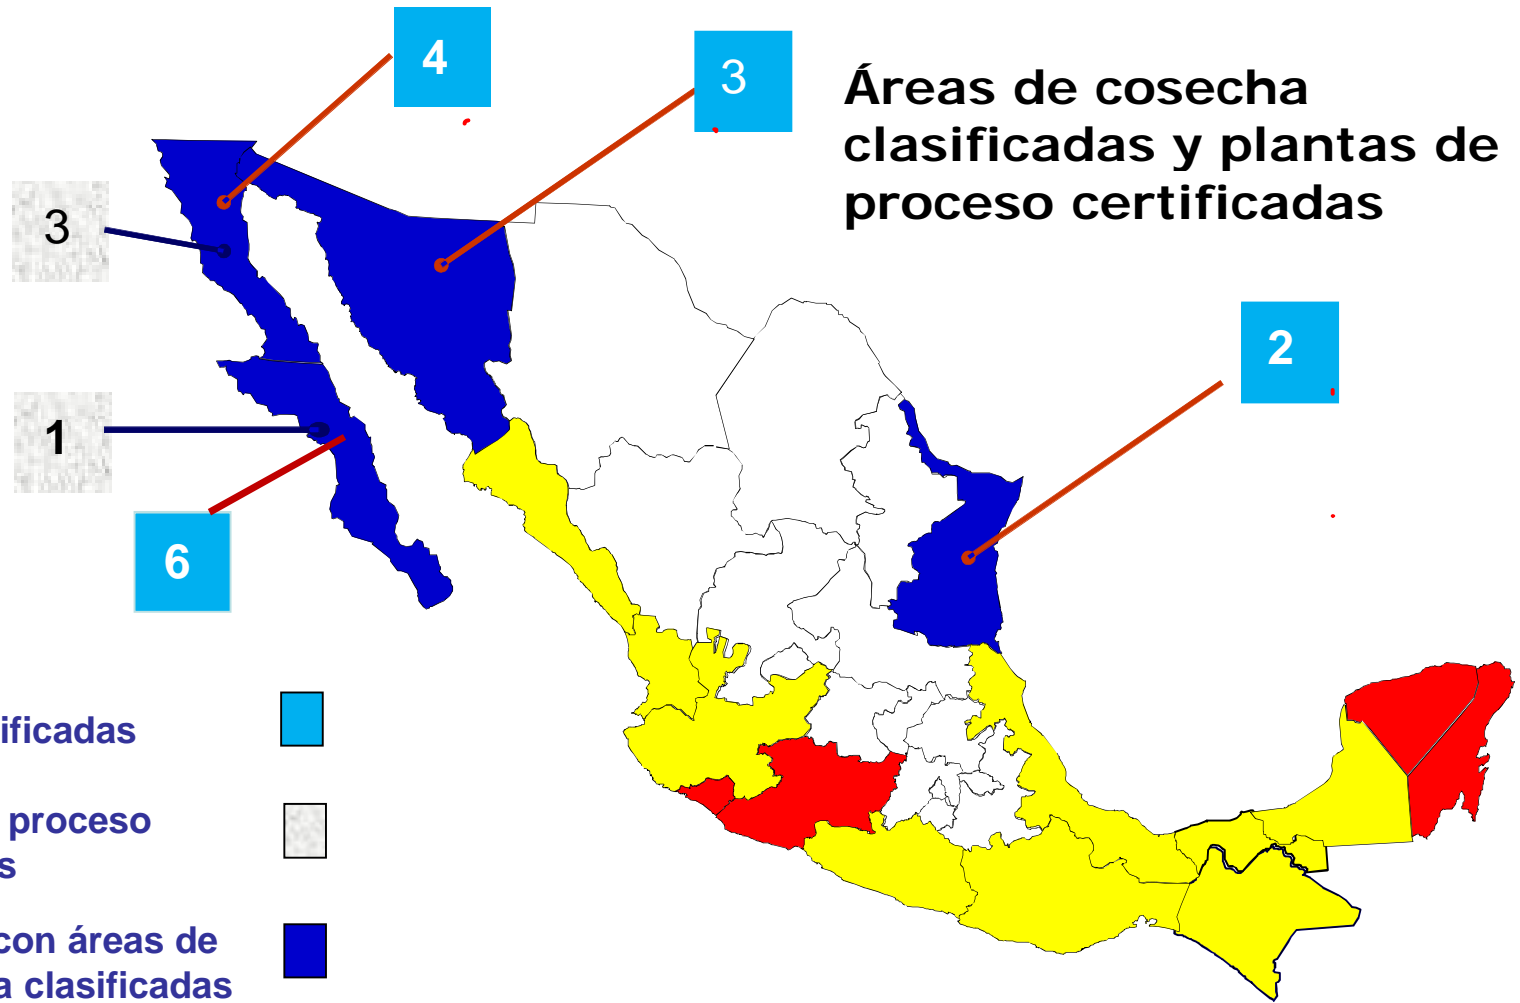 4
3
Áreas de cosecha
clasificadas y plantas de
proceso certificadas
3
2
1
6
ificadas
proceso
s
con áreas de
a clasificadas